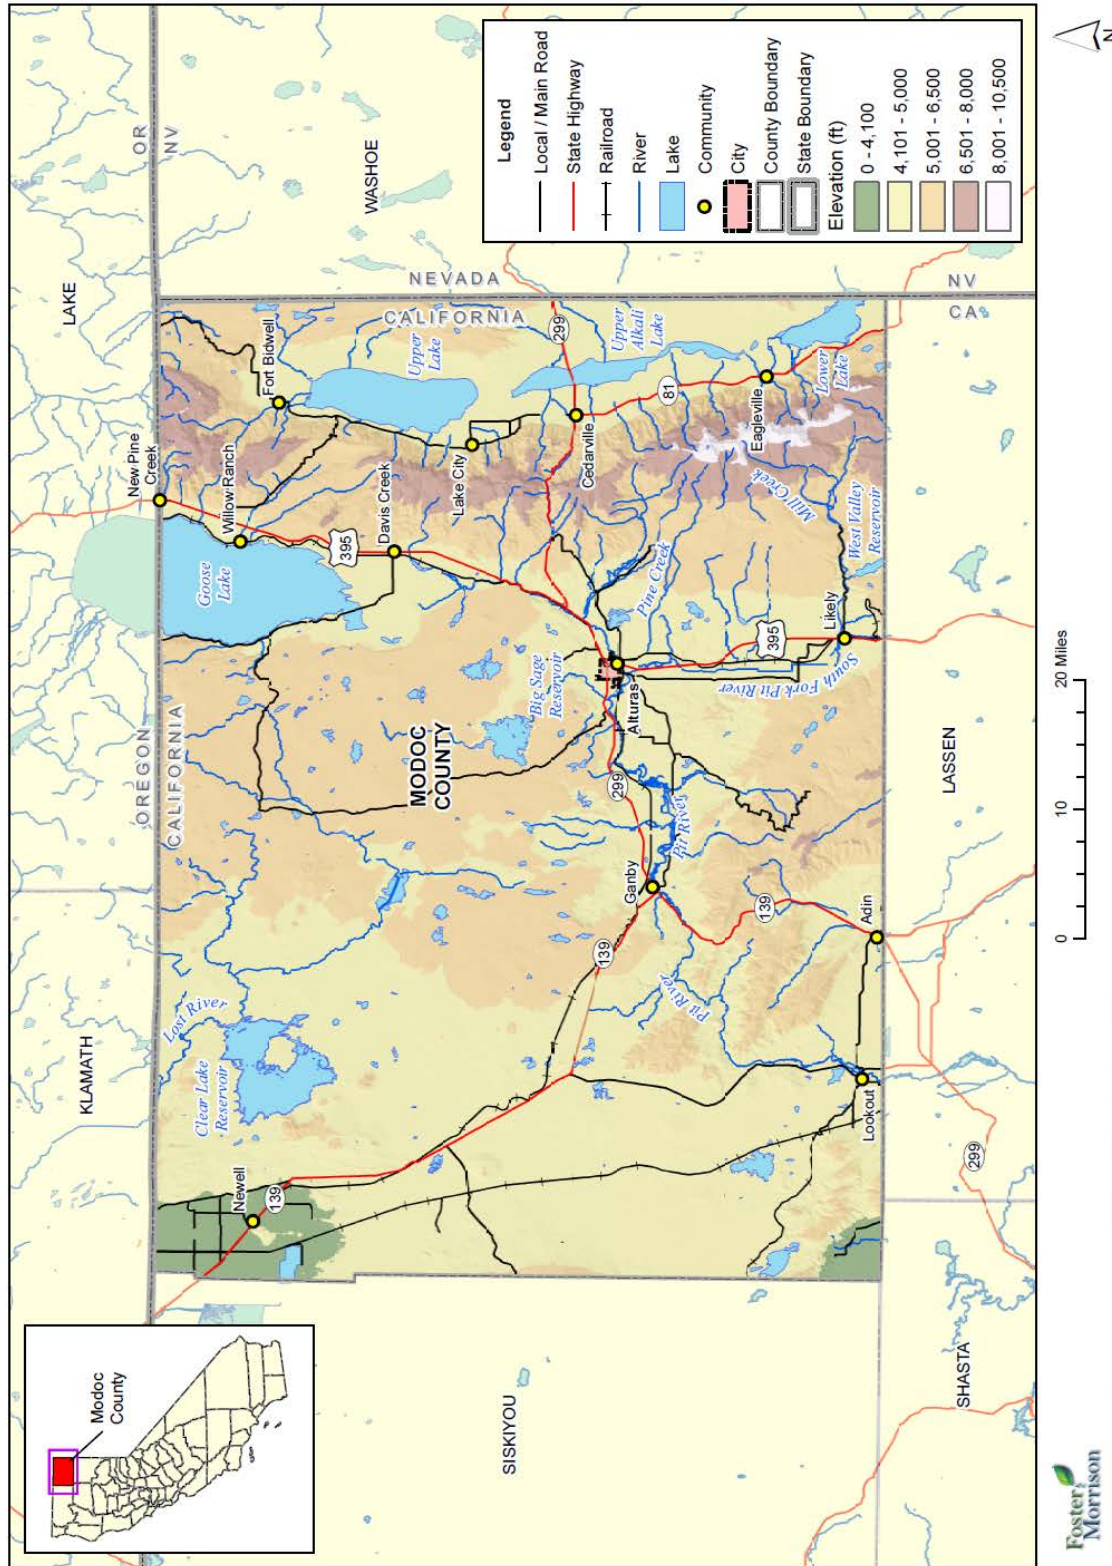 Modoc
County
KLAMATH
LAKE
OREGON
CALIFORNIA
OR
NV
WASHOE
NEVADA
CALIFORNIA
SISKIYOU
SHASTA
LASSEN
NV
CA
MODOC
COUNTY
Newell
139
Clear Lake
Reservoir
Lost River
Goose
Lake
New Pine
Creek
Willow Ranch
395
Davis Creek
Fort Bidwell
Upper
Lake
Lake City
Cedarville
299
Upper
Alkali
Lake
81
Eagleville
Lower
Lake
Mill Creek
West Valley
Reservoir
Pine Creek
Big Sage
Reservoir
Alturas
299
Ganby
139
Pit River
Pit River
139
395
South Fork Pit River
Likely
Adin
Lookout
299
Legend
Local / Main Road
State Highway
Railroad
River
Lake
Community
City
County Boundary
State Boundary
Elevation (ft)
0 - 4,100
4,101 - 5,000
5,001 - 6,500
6,501 - 8,000
8,001 - 10,500
Foster
Morrison
0 10 20 Miles
N